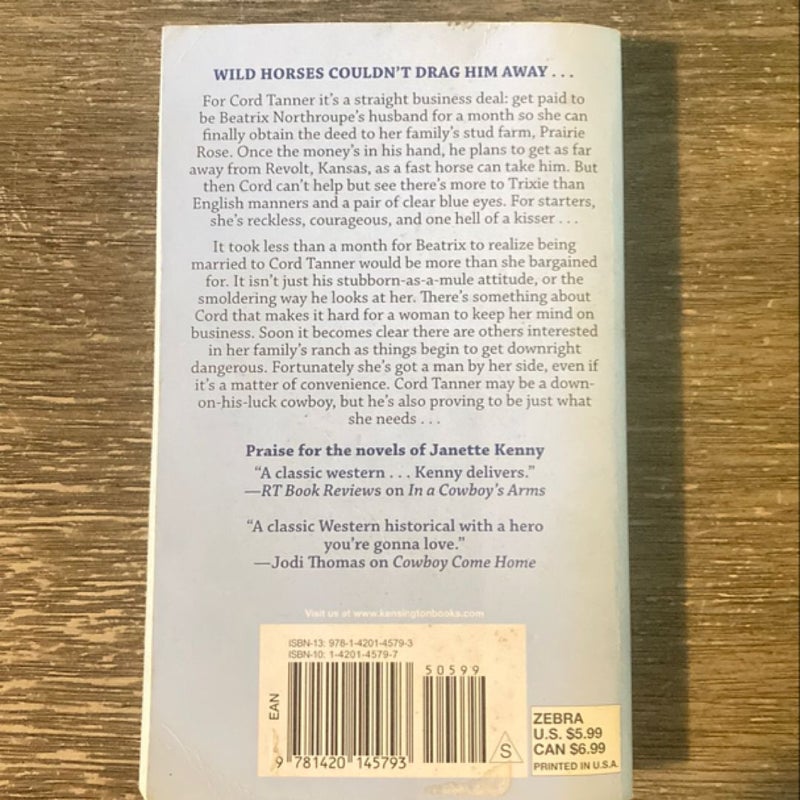 WILD HORSES COULDN'T DRAG HIM AWAY . . .
For Cord Tanner it's a straight business deal: get paid to
be Beatrix Northroupe's husband for a month so she can
finally obtain the deed to her family's stud farm, Prairie
Rose. Once the money's in his hand, he plans to get as far
away from Revolt, Kansas, as a fast horse can take him. But
then Cord can't help but see there's more to Trixie than
English manners and a pair of clear blue eyes. For starters,
she's reckless, courageous, and one hell of a kisser . . .
It took less than a month for Beatrix to realize being
married to Cord Tanner would be more than she bargained
for. It isn't just his stubborn-as-a-mule attitude, or the
smoldering way he looks at her. There's something about
Cord that makes it hard for a woman to keep her mind on
business. Soon it becomes clear there are others interested
in her family's ranch as things begin to get downright
dangerous. Fortunately she's got a man by her side, even if
it's a matter of convenience. Cord Tanner may be a down-
on-his-luck cowboy, but he's also proving to be just what
she needs . . .
Praise for the novels of Janette Kenny
"A classic western . . . Kenny delivers."
—RT Book Reviews on In a Cowboy's Arms
"A classic Western historical with a hero
you're gonna love."
—Jodi Thomas on Cowboy Come Home
Visit us at www.kensingtonbooks.com
ISBN-13: 978-1-4201-4579-3
ISBN-10: 1-4201-4579-7
50599
EAN
9 781420 145793
S
ZEBRA
U.S. $5.99
CAN $6.99
PRINTED IN U.S.A.